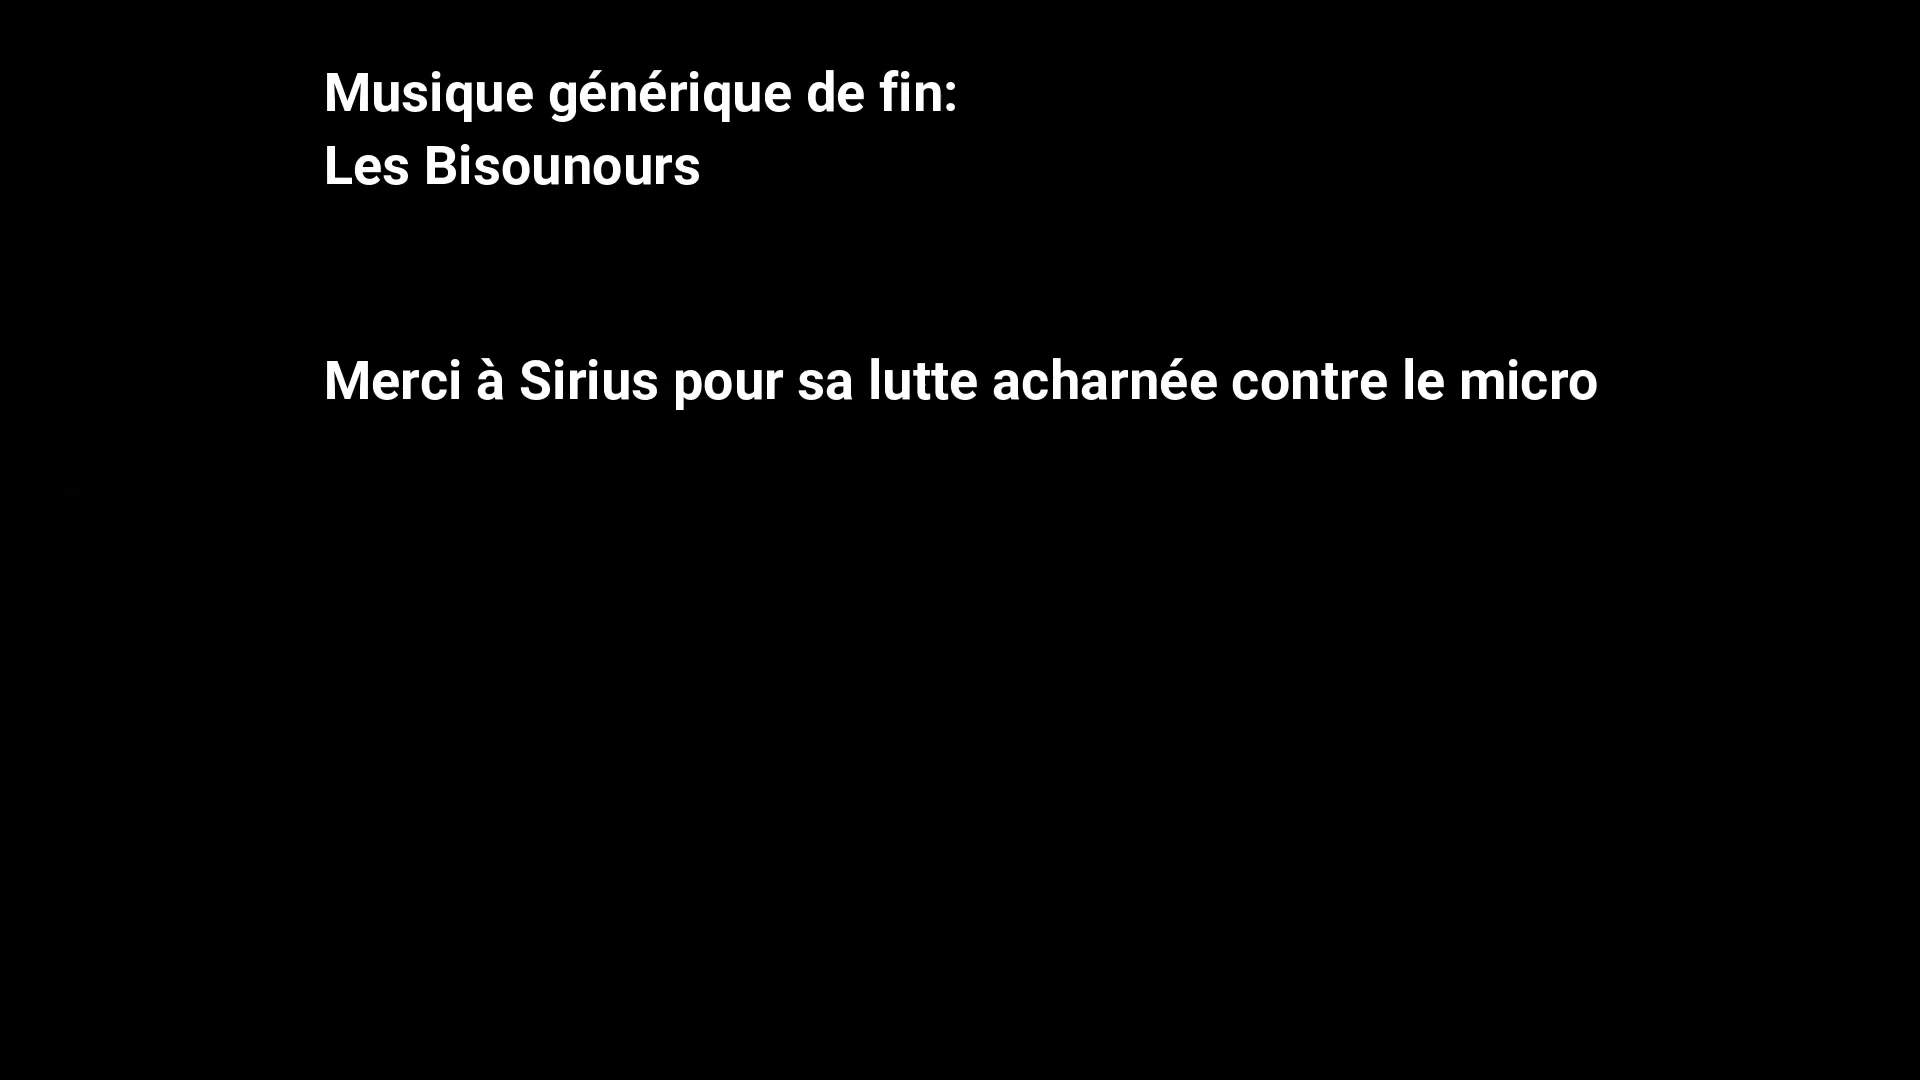 Musique générique de fin:
Les Bisounours
Merci à Sirius pour sa lutte acharnée contre le micro